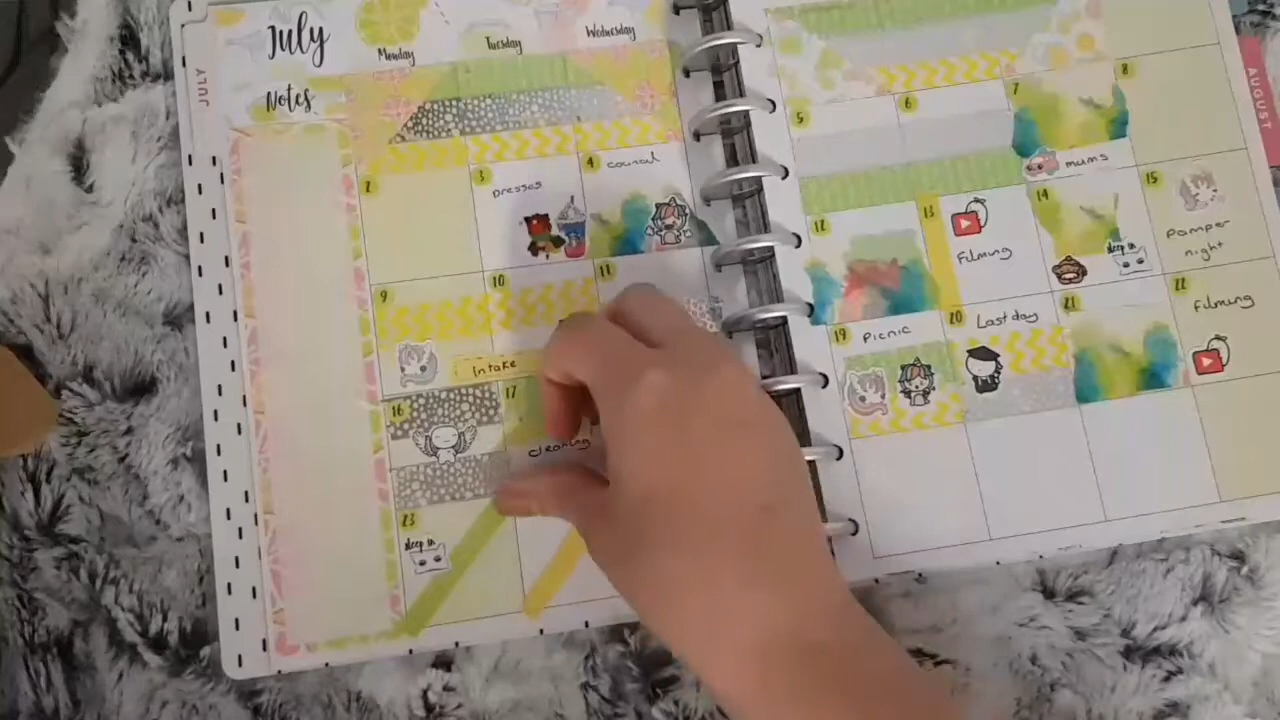 July
JULY
Monday
Tuesday
Wednesday
Notes
2
3
Dresses
4
council
9
10
11
Intake
16
17
cleaning
23
sleep in
5
6
7
mums
8
12
13
Filming
14
sleep in
15
Pamper
night
19
Picnic
20
Last day
21
22
Filming
AUGUST